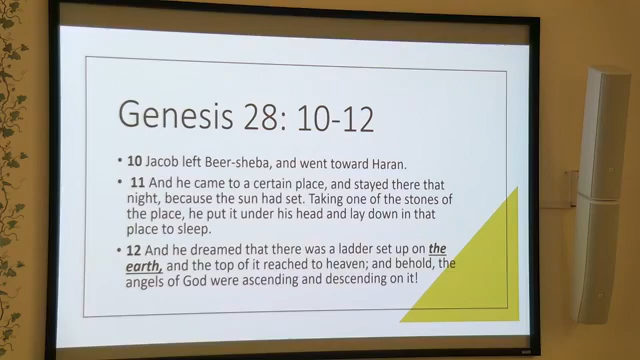 Genesis 28: 10-12
• 10 Jacob left Beer-sheba, and went toward Haran.
• 11 And he came to a certain place, and stayed there that
night, because the sun had set. Taking one of the stones of
the place, he put it under his head and lay down in that
place to sleep.
• 12 And he dreamed that there was a ladder set up on the
earth, and the top of it reached to heaven; and behold, the
angels of God were ascending and descending on it!